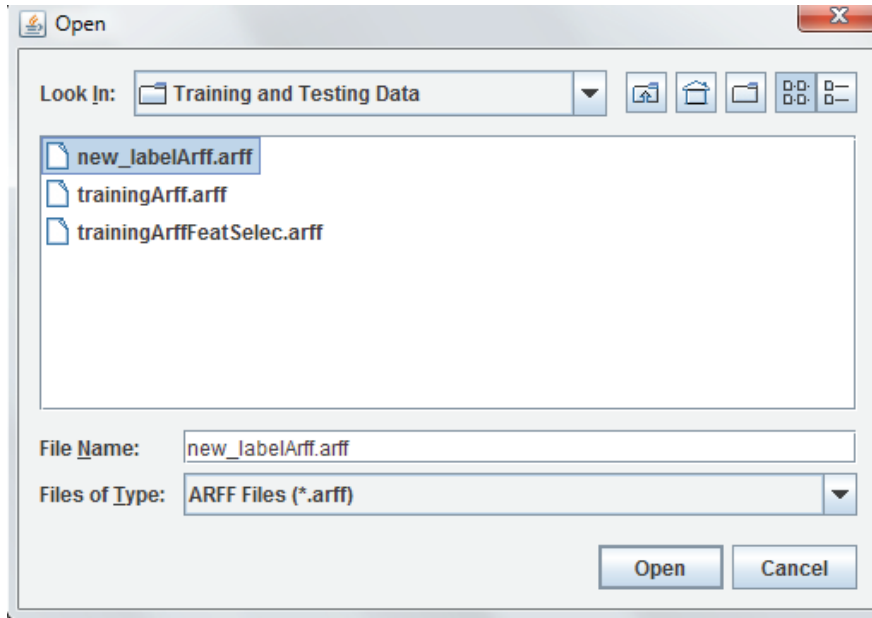 Open
Look In: Training and Testing Data
new_labelArff.arff
trainingArff.arff
trainingArffFeatSelec.arff
File Name: new_labelArff.arff
Files of Type: ARFF Files (*.arff)
Open Cancel